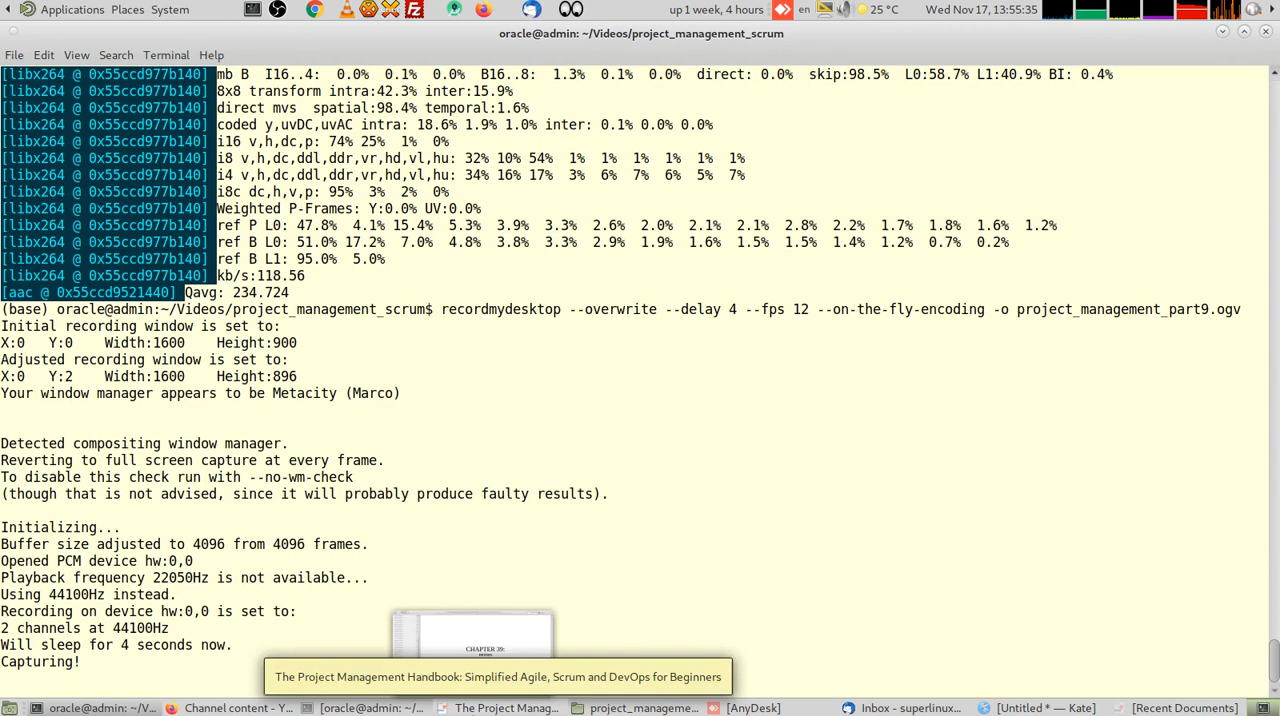 Applications Places System up 1 week, 4 hours en 25 °C Wed Nov 17, 13:55:35
oracle@admin: ~/Videos/project_management_scrum
File Edit View Search Terminal Help
[libx264 @ 0x55ccd977b140] mb B  I16..4:  0.0%  0.1%  0.0%  B16..8:  1.3%  0.1%  0.0%  direct: 0.0%  skip:98.5%  L0:58.7% L1:40.9% BI: 0.4%
[libx264 @ 0x55ccd977b140] 8x8 transform intra:42.3% inter:15.9%
[libx264 @ 0x55ccd977b140] direct mvs  spatial:98.4% temporal:1.6%
[libx264 @ 0x55ccd977b140] coded y,uvDC,uvAC intra: 18.6% 1.9% 1.0% inter: 0.1% 0.0% 0.0%
[libx264 @ 0x55ccd977b140] i16 v,h,dc,p: 74% 25%  1%  0%
[libx264 @ 0x55ccd977b140] i8 v,h,dc,ddl,ddr,vr,hd,vl,hu: 32% 10% 54%  1%  1%  1%  1%  1%  1%
[libx264 @ 0x55ccd977b140] i4 v,h,dc,ddl,ddr,vr,hd,vl,hu: 34% 16% 17%  3%  6%  7%  6%  5%  7%
[libx264 @ 0x55ccd977b140] i8c dc,h,v,p: 95%  3%  2%  0%
[libx264 @ 0x55ccd977b140] Weighted P-Frames: Y:0.0% UV:0.0%
[libx264 @ 0x55ccd977b140] ref P L0: 47.8%  4.1% 15.4%  5.3%  3.9%  3.3%  2.6%  2.0%  2.1%  2.1%  2.8%  2.2%  1.7%  1.8%  1.6%  1.2%
[libx264 @ 0x55ccd977b140] ref B L0: 51.0% 17.2%  7.0%  4.8%  3.8%  3.3%  2.9%  1.9%  1.6%  1.5%  1.5%  1.4%  1.2%  0.7%  0.2%
[libx264 @ 0x55ccd977b140] ref B L1: 95.0%  5.0%
[libx264 @ 0x55ccd977b140] kb/s:118.56
[aac @ 0x55ccd9521440] Qavg: 234.724
(base) oracle@admin:~/Videos/project_management_scrum$ recordmydesktop --overwrite --delay 4 --fps 12 --on-the-fly-encoding -o project_management_part9.ogv
Initial recording window is set to:
X:0   Y:0   Width:1600   Height:900
Adjusted recording window is set to:
X:0   Y:2   Width:1600   Height:896
Your window manager appears to be Metacity (Marco)
Detected compositing window manager.
Reverting to full screen capture at every frame.
To disable this check run with --no-wm-check
(though that is not advised, since it will probably produce faulty results).
Initializing...
Buffer size adjusted to 4096 from 4096 frames.
Opened PCM device hw:0,0
Playback frequency 22050Hz is not available...
Using 44100Hz instead.
Recording on device hw:0,0 is set to:
2 channels at 44100Hz
Will sleep for 4 seconds now.
Capturing!
CHAPTER 39:
The Project Management Handbook: Simplified Agile, Scrum and DevOps for Beginners
oracle@admin: ~/V... Channel content - Y... [oracle@admin: ~/... The Project Manag... project_manageme... [AnyDesk] Inbox - superlinux... [Untitled * — Kate] [Recent Documents]